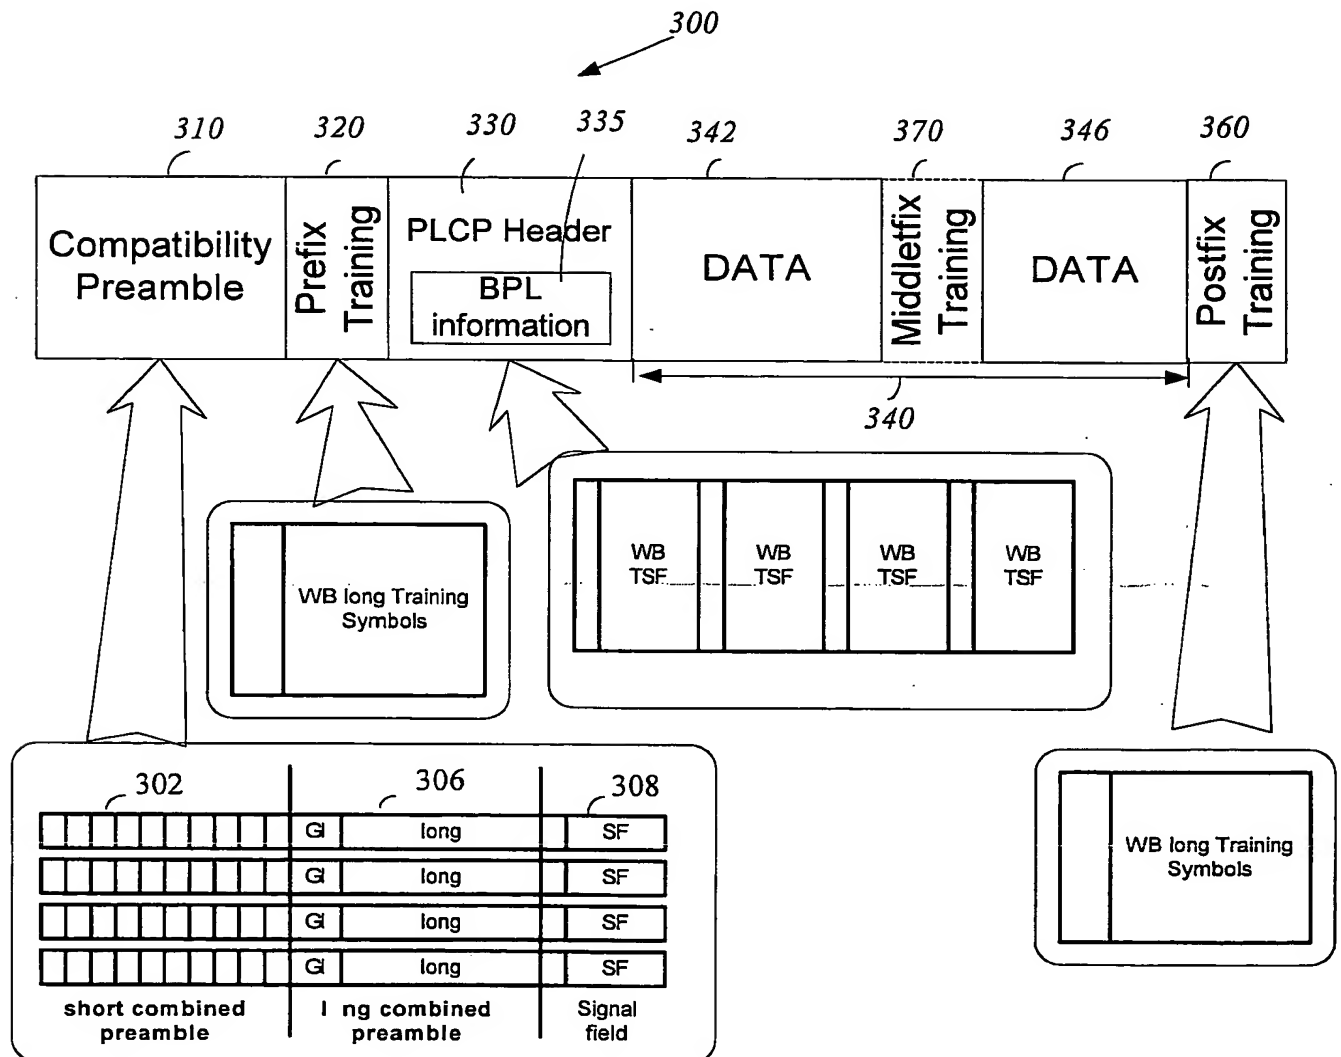 300
310 320 330 335 342 370 346 360
Compatibility
Preamble
Prefix
Training
PLCP Header
BPL
information
DATA
Middletfix
Training
DATA
Postfix
Training
340
WB long Training
Symbols
WB
TSF
WB
TSF
WB
TSF
WB
TSF
302 306 308
GI long SF
GI long SF
GI long SF
GI long SF
short combined
preamble
l ng combined
preamble
Signal
field
WB long Training
Symbols